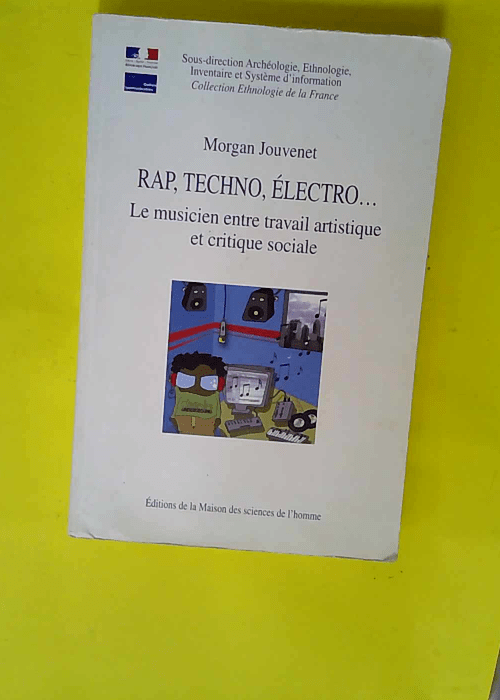 Sous-direction Archéologie, Ethnologie,
Inventaire et Système d'information
Collection Ethnologie de la France
Morgan Jouvenet
RAP, TECHNO, ÉLECTRO...
Le musicien entre travail artistique
et critique sociale
Éditions de la Maison des sciences de l'homme